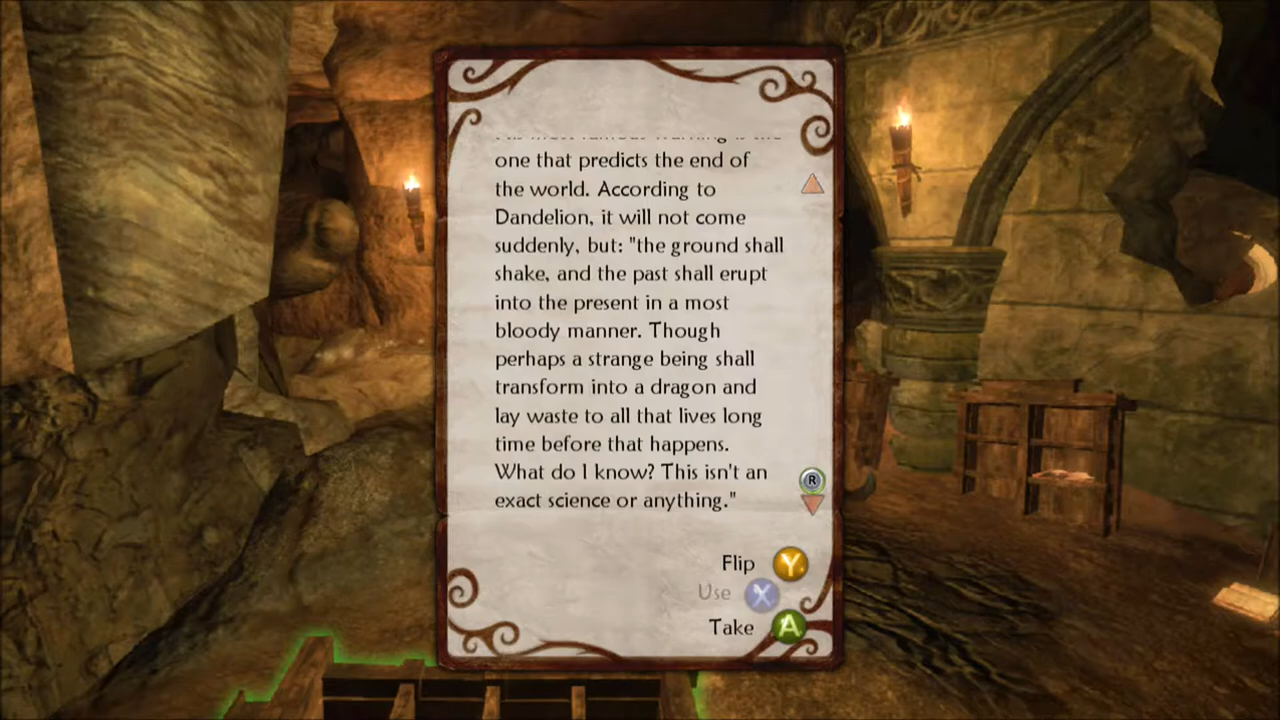 one that predicts the end of
the world. According to
Dandelion, it will not come
suddenly, but: "the ground shall
shake, and the past shall erupt
into the present in a most
bloody manner. Though
perhaps a strange being shall
transform into a dragon and
lay waste to all that lives long
time before that happens.
What do I know? This isn't an
exact science or anything."
R
Flip Y
Use X
Take A